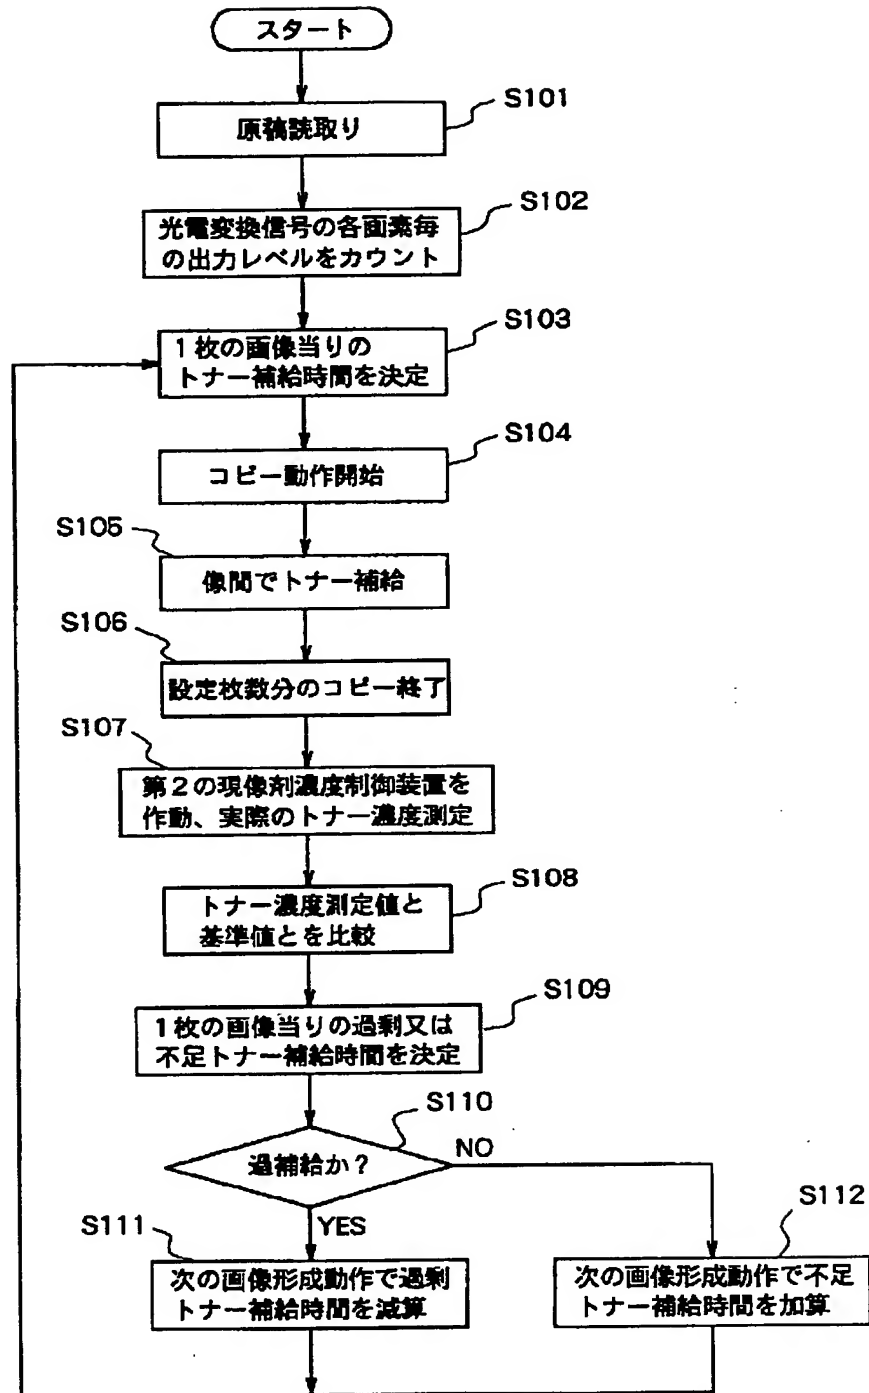 スタート
S101
原稿読取り
S102
光電変換信号の各画素毎
の出力レベルをカウント
S103
1枚の画像当りの
トナー補給時間を決定
S104
コピー動作開始
S105
像間でトナー補給
S106
設定枚数分のコピー終了
S107
第2の現像剤濃度制御装置を
作動、実際のトナー濃度測定
S108
トナー濃度測定値と
基準値とを比較
S109
1枚の画像当りの過剰又は
不足トナー補給時間を決定
S110
過補給か?
NO
YES
S111
次の画像形成動作で過剰
トナー補給時間を減算
S112
次の画像形成動作で不足
トナー補給時間を加算